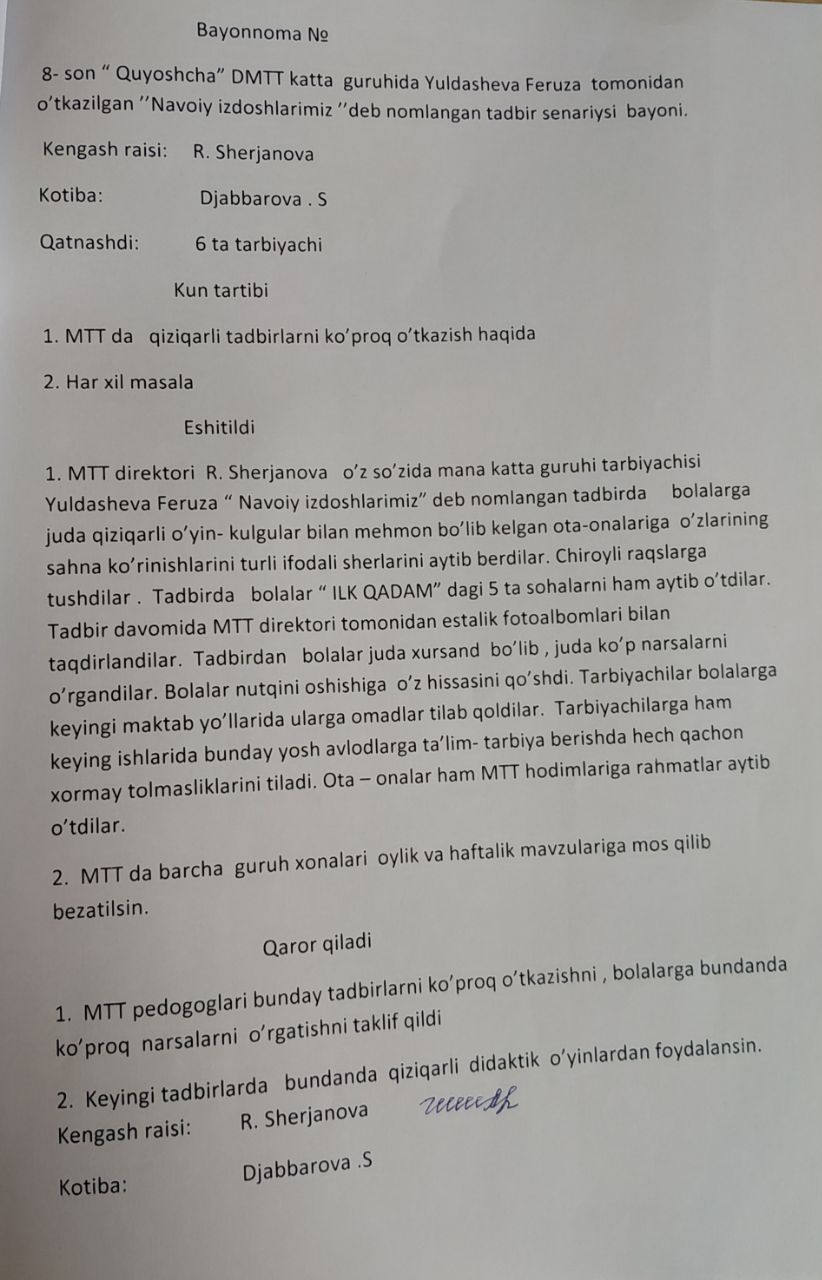 Bayonnoma №
8- son “ Quyoshcha” DMTT katta guruhida Yuldasheva Feruza tomonidan
o’tkazilgan ’’Navoiy izdoshlarimiz ’’deb nomlangan tadbir senariysi bayoni.
Kengash raisi: R. Sherjanova
Kotiba: Djabbarova . S
Qatnashdi: 6 ta tarbiyachi
Kun tartibi
1. MTT da qiziqarli tadbirlarni ko’proq o’tkazish haqida
2. Har xil masala
Eshitildi
1. MTT direktori R. Sherjanova o’z so’zida mana katta guruhi tarbiyachisi
Yuldasheva Feruza “ Navoiy izdoshlarimiz” deb nomlangan tadbirda bolalarga
juda qiziqarli o’yin- kulgular bilan mehmon bo’lib kelgan ota-onalariga o’zlarining
sahna ko’rinishlarini turli ifodali sherlarini aytib berdilar. Chiroyli raqslarga
tushdilar . Tadbirda bolalar “ ILK QADAM” dagi 5 ta sohalarni ham aytib o’tdilar.
Tadbir davomida MTT direktori tomonidan estalik fotoalbomlari bilan
taqdirlandilar. Tadbirdan bolalar juda xursand bo’lib , juda ko’p narsalarni
o’rgandilar. Bolalar nutqini oshishiga o’z hissasini qo’shdi. Tarbiyachilar bolalarga
keyingi maktab yo’llarida ularga omadlar tilab qoldilar. Tarbiyachilarga ham
keying ishlarida bunday yosh avlodlarga ta’lim- tarbiya berishda hech qachon
xormay tolmasliklarini tiladi. Ota – onalar ham MTT hodimlariga rahmatlar aytib
o’tdilar.
2. MTT da barcha guruh xonalari oylik va haftalik mavzulariga mos qilib
bezatilsin.
Qaror qiladi
1. MTT pedogoglari bunday tadbirlarni ko’proq o’tkazishni , bolalarga bundanda
ko’proq narsalarni o’rgatishni taklif qildi
2. Keyingi tadbirlarda bundanda qiziqarli didaktik o’yinlardan foydalansin.
Kengash raisi: R. Sherjanova
Kotiba: Djabbarova .S